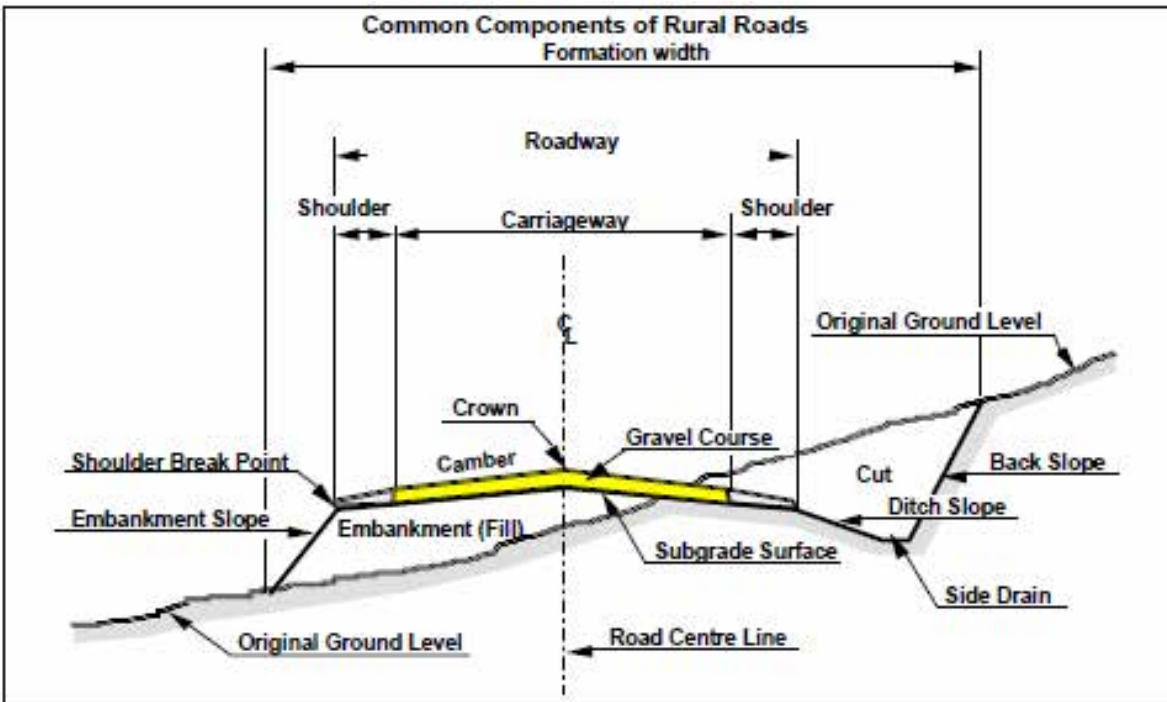 Common Components of Rural Roads
Formation width
Roadway
Shoulder
Carriageway
Shoulder
℄
Original Ground Level
Crown
Gravel Course
Camber
Shoulder Break Point
Cut
Back Slope
Embankment Slope
Embankment (Fill)
Ditch Slope
Subgrade Surface
Side Drain
Original Ground Level
Road Centre Line